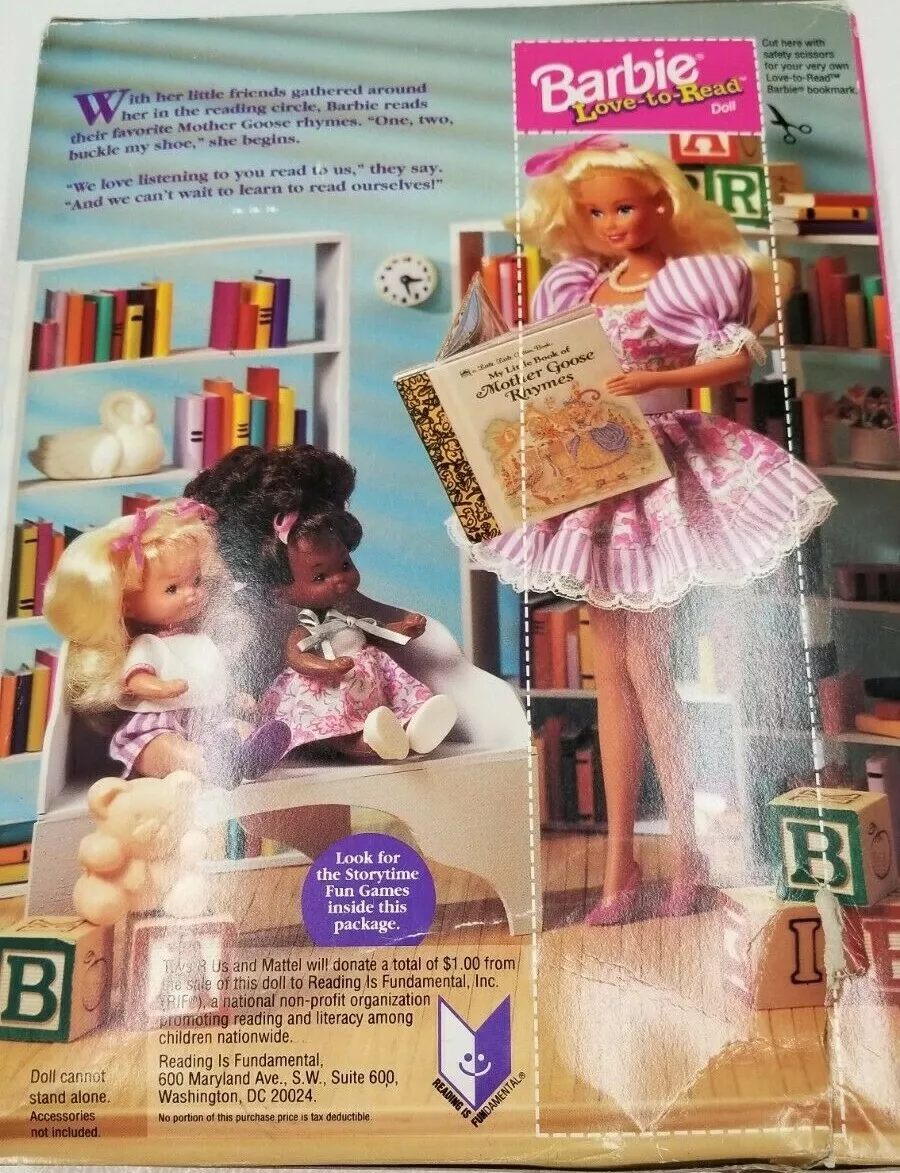 With her little friends gathered around
her in the reading circle, Barbie reads
their favorite Mother Goose rhymes. "One, two,
buckle my shoe," she begins.
"We love listening to you read to us," they say.
"And we can't wait to learn to read ourselves!"
Barbie®
Love-to-Read™
Doll
Cut here with
safety scissors
for your very own
Love-to-Read™
Barbie® bookmark.
A
R
My Little Book of
Mother Goose
Rhymes
B
I
B
Look for
the Storytime
Fun Games
inside this
package.
Toys R Us and Mattel will donate a total of $1.00 from
the sale of this doll to Reading Is Fundamental, Inc.
(RIF®), a national non-profit organization
promoting reading and literacy among
children nationwide.
Reading Is Fundamental,
600 Maryland Ave., S.W., Suite 600,
Washington, DC 20024.
No portion of this purchase price is tax deductible.
READING IS
FUNDAMENTAL®
Doll cannot
stand alone.
Accessories
not included.